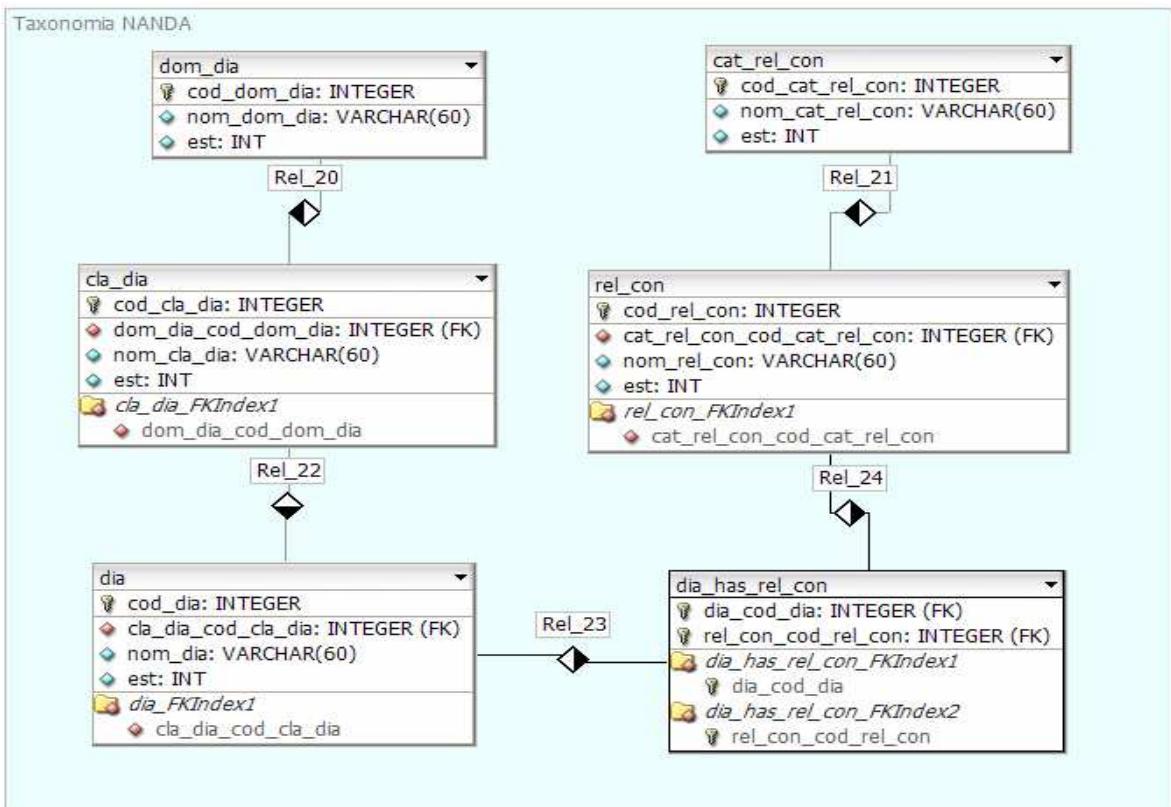 Taxonomia NANDA
dom_dia
cod_dom_dia: INTEGER
nom_dom_dia: VARCHAR(60)
est: INT
Rel_20
cat_rel_con
cod_cat_rel_con: INTEGER
nom_cat_rel_con: VARCHAR(60)
est: INT
Rel_21
cla_dia
cod_cla_dia: INTEGER
dom_dia_cod_dom_dia: INTEGER (FK)
nom_cla_dia: VARCHAR(60)
est: INT
cla_dia_FKIndex1
dom_dia_cod_dom_dia
Rel_22
rel_con
cod_rel_con: INTEGER
cat_rel_con_cod_cat_rel_con: INTEGER (FK)
nom_rel_con: VARCHAR(60)
est: INT
rel_con_FKIndex1
cat_rel_con_cod_cat_rel_con
Rel_24
dia
cod_dia: INTEGER
cla_dia_cod_cla_dia: INTEGER (FK)
nom_dia: VARCHAR(60)
est: INT
dia_FKIndex1
cla_dia_cod_cla_dia
Rel_23
dia_has_rel_con
dia_cod_dia: INTEGER (FK)
rel_con_cod_rel_con: INTEGER (FK)
dia_has_rel_con_FKIndex1
dia_cod_dia
dia_has_rel_con_FKIndex2
rel_con_cod_rel_con